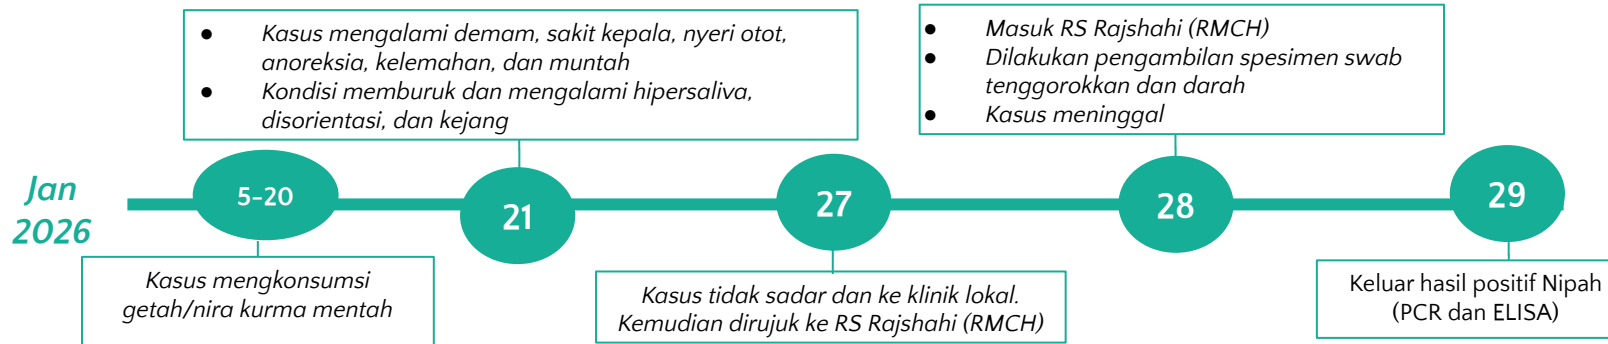 Jan
2026
● Kasus mengalami demam, sakit kepala, nyeri otot,
anoreksia, kelemahan, dan muntah
● Kondisi memburuk dan mengalami hipersaliva,
disorientasi, dan kejang
● Masuk RS Rajshahi (RMCH)
● Dilakukan pengambilan spesimen swab
tenggorokkan dan darah
● Kasus meninggal
5-20
21
27
28
29
Kasus mengkonsumsi
getah/nira kurma mentah
Kasus tidak sadar dan ke klinik lokal.
Kemudian dirujuk ke RS Rajshahi (RMCH)
Keluar hasil positif Nipah
(PCR dan ELISA)